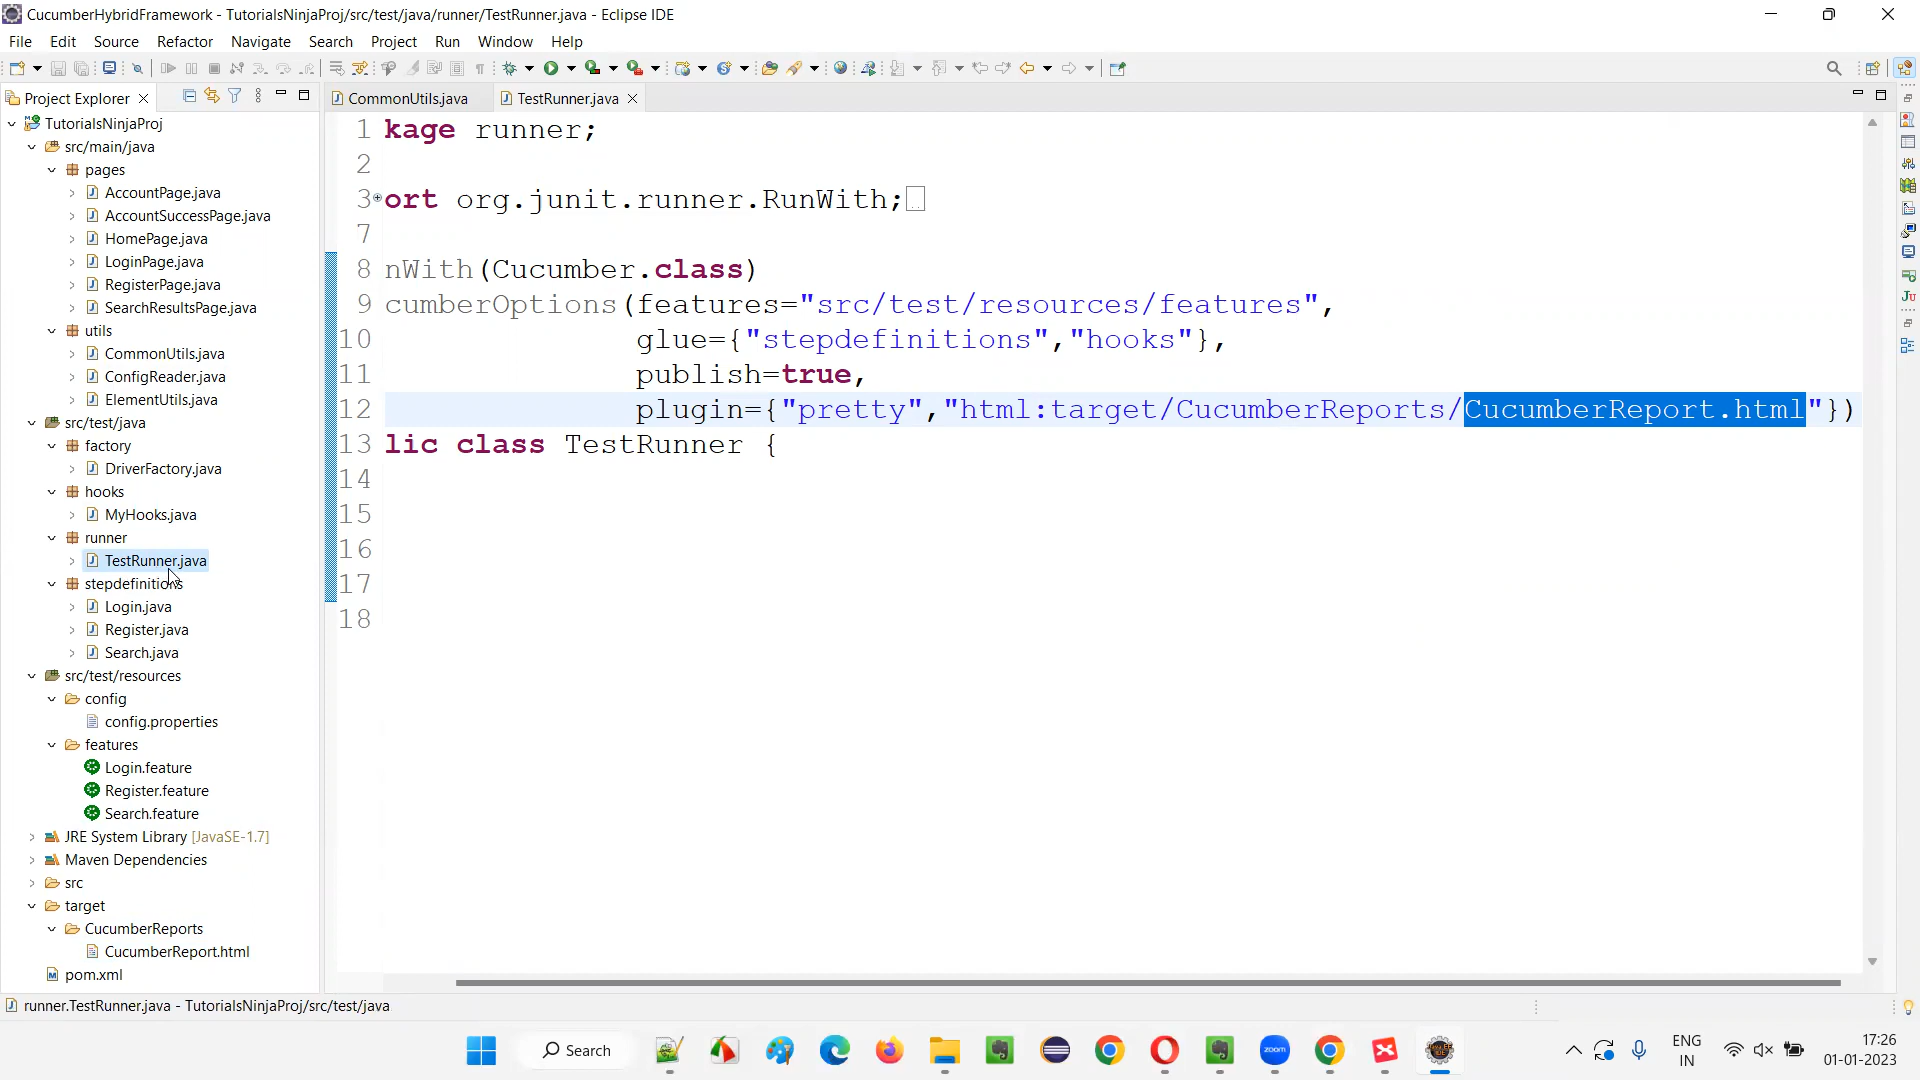 CucumberHybridFramework - TutorialsNinjaProj/src/test/java/runner/TestRunner.java - Eclipse IDE
File Edit Source Refactor Navigate Search Project Run Window Help
Project Explorer
TutorialsNinjaProj
src/main/java
pages
AccountPage.java
AccountSuccessPage.java
HomePage.java
LoginPage.java
RegisterPage.java
SearchResultsPage.java
utils
CommonUtils.java
ConfigReader.java
ElementUtils.java
src/test/java
factory
DriverFactory.java
hooks
MyHooks.java
runner
TestRunner.java
stepdefinitions
Login.java
Register.java
Search.java
src/test/resources
config
config.properties
features
Login.feature
Register.feature
Search.feature
JRE System Library [JavaSE-1.7]
Maven Dependencies
src
target
CucumberReports
CucumberReport.html
pom.xml
CommonUtils.java TestRunner.java
1 kage runner;
2
3 ort org.junit.runner.RunWith;
7
8 nWith(Cucumber.class)
9 cumberOptions(features="src/test/resources/features",
10 glue={"stepdefinitions","hooks"},
11 publish=true,
12 plugin={"pretty","html:target/CucumberReports/CucumberReport.html"})
13 lic class TestRunner {
14
15
16
17
18
runner.TestRunner.java - TutorialsNinjaProj/src/test/java
Search
zoom
ENG
IN
17:26
01-01-2023